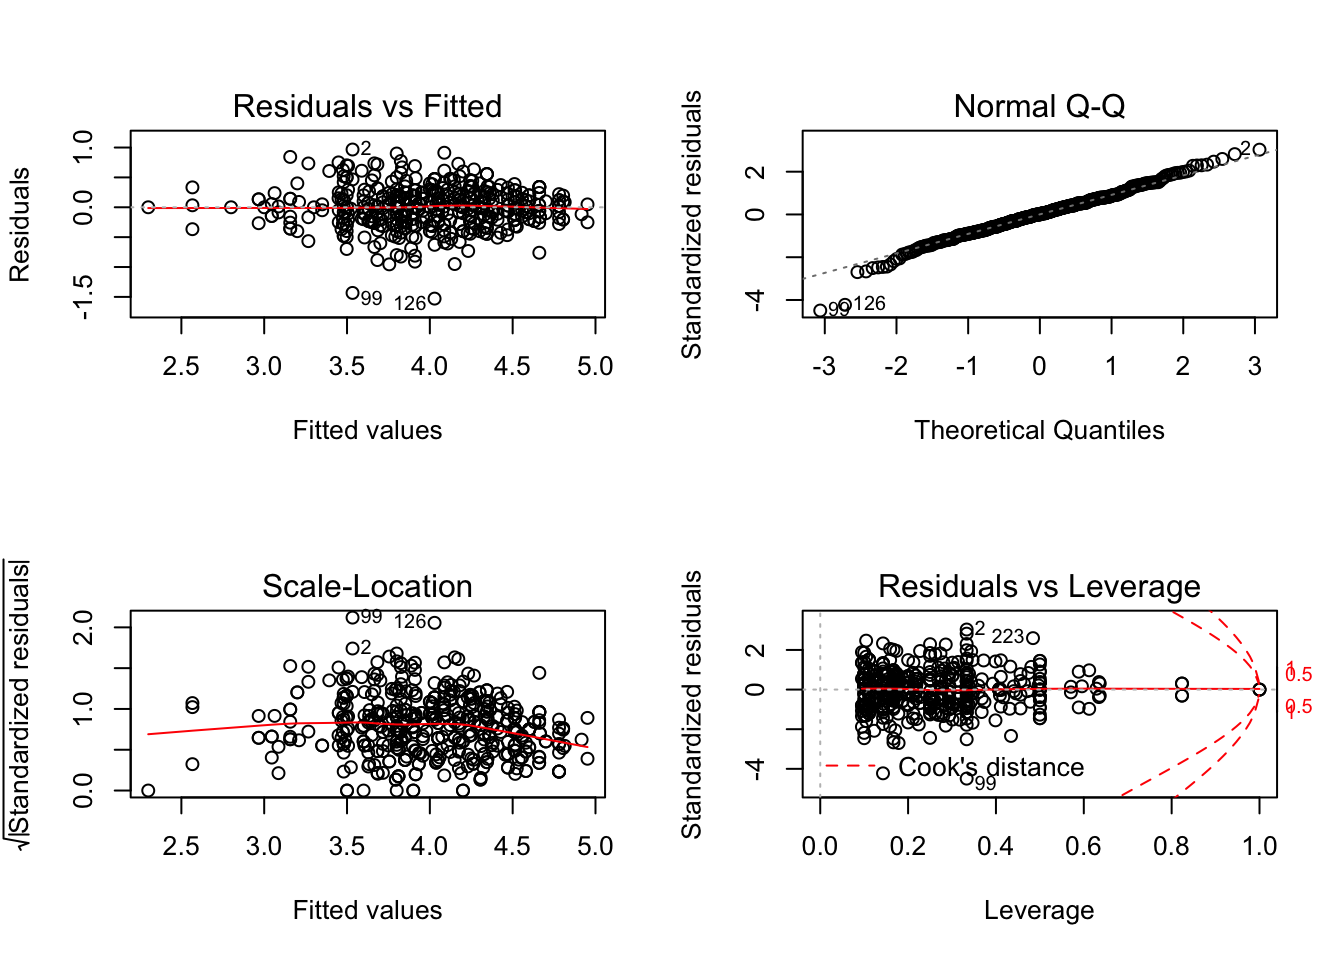 Residuals vs Fitted
Residuals
1.0
0.0
-1.5
2
99
126
2.5 3.0 3.5 4.0 4.5 5.0
Fitted values
Normal Q-Q
Standardized residuals
2
0
-4
2
99
126
-3 -2 -1 0 1 2 3
Theoretical Quantiles
Scale-Location
√|Standardized residuals|
2.0
1.0
0.0
99
126
2
2.5 3.0 3.5 4.0 4.5 5.0
Fitted values
Residuals vs Leverage
Standardized residuals
2
0
-4
2
223
99
Cook's distance
1
0.5
0.5
1
0.0 0.2 0.4 0.6 0.8 1.0
Leverage